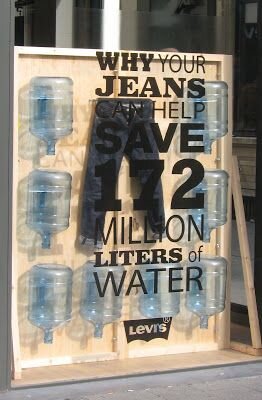 WHY YOUR
JEANS
CAN HELP
SAVE
172
MILLION
LITERS of
WATER
LEVI'S